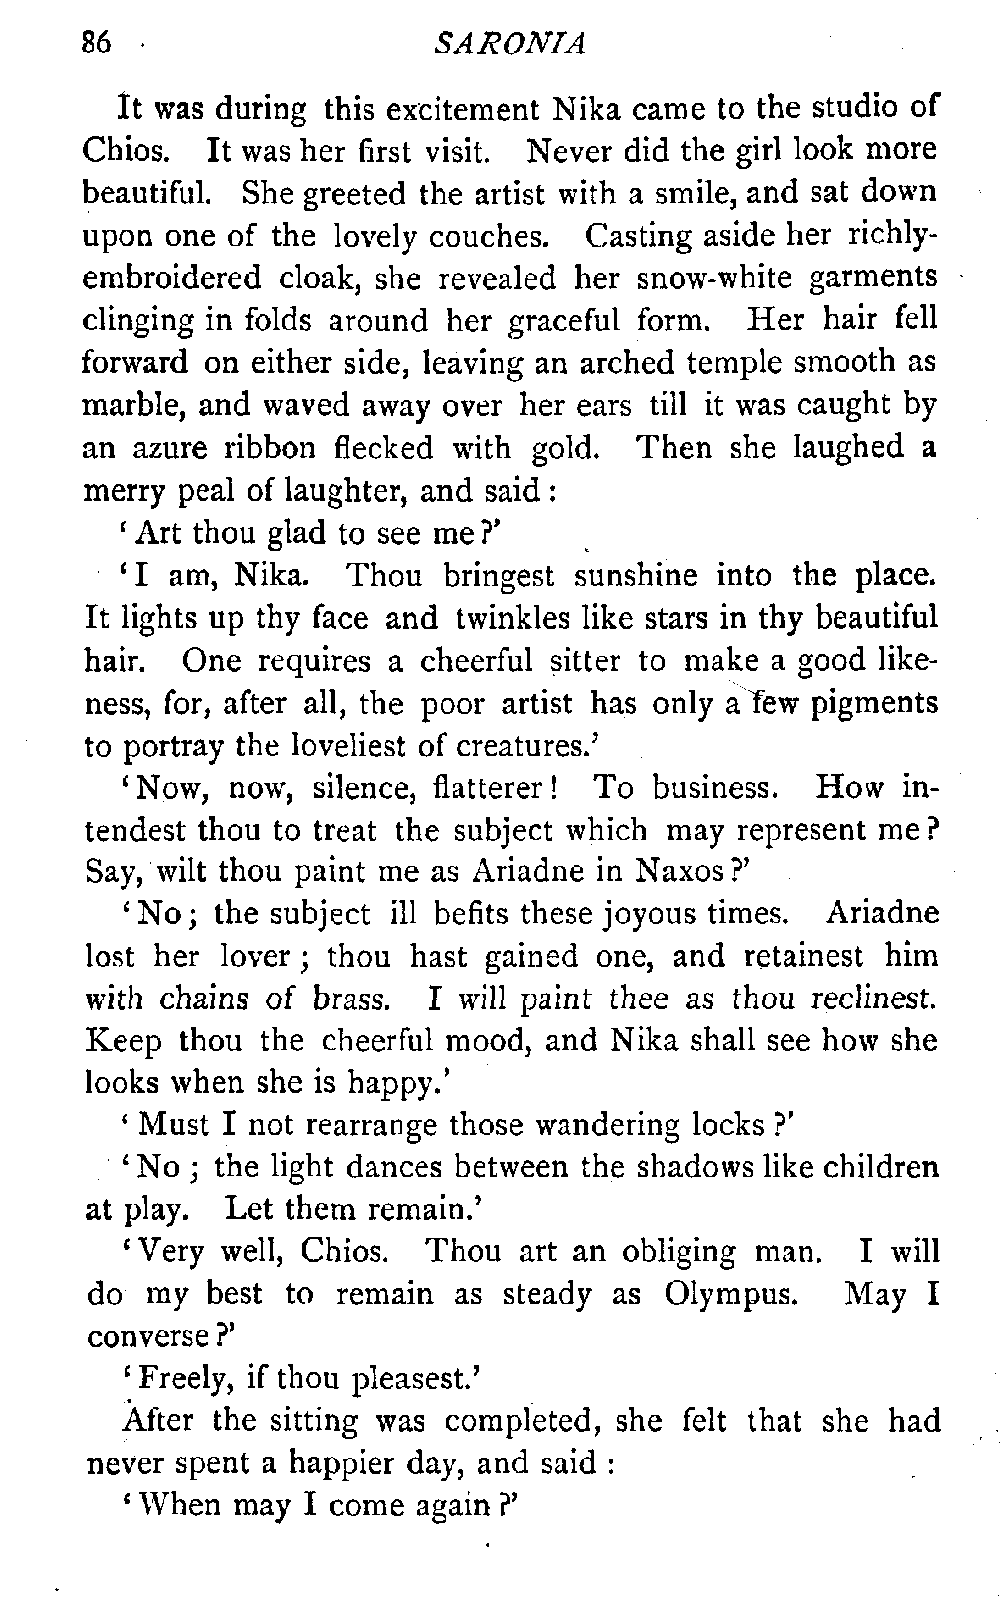 86 SARONIA
It was during this excitement Nika came to the studio of
Chios. It was her first visit. Never did the girl look more
beautiful. She greeted the artist with a smile, and sat down
upon one of the lovely couches. Casting aside her richly-
embroidered cloak, she revealed her snow-white garments
clinging in folds around her graceful form. Her hair fell
forward on either side, leaving an arched temple smooth as
marble, and waved away over her ears till it was caught by
an azure ribbon flecked with gold. Then she laughed a
merry peal of laughter, and said :
‘Art thou glad to see me?’
‘I am, Nika. Thou bringest sunshine into the place.
It lights up thy face and twinkles like stars in thy beautiful
hair. One requires a cheerful sitter to make a good like-
ness, for, after all, the poor artist has only a few pigments
to portray the loveliest of creatures.’
‘Now, now, silence, flatterer! To business. How in-
tendest thou to treat the subject which may represent me?
Say, wilt thou paint me as Ariadne in Naxos?’
‘No; the subject ill befits these joyous times. Ariadne
lost her lover; thou hast gained one, and retainest him
with chains of brass. I will paint thee as thou reclinest.
Keep thou the cheerful mood, and Nika shall see how she
looks when she is happy.’
‘Must I not rearrange those wandering locks?’
‘No; the light dances between the shadows like children
at play. Let them remain.’
‘Very well, Chios. Thou art an obliging man. I will
do my best to remain as steady as Olympus. May I
converse?’
‘Freely, if thou pleasest.’
After the sitting was completed, she felt that she had
never spent a happier day, and said :
‘When may I come again?’